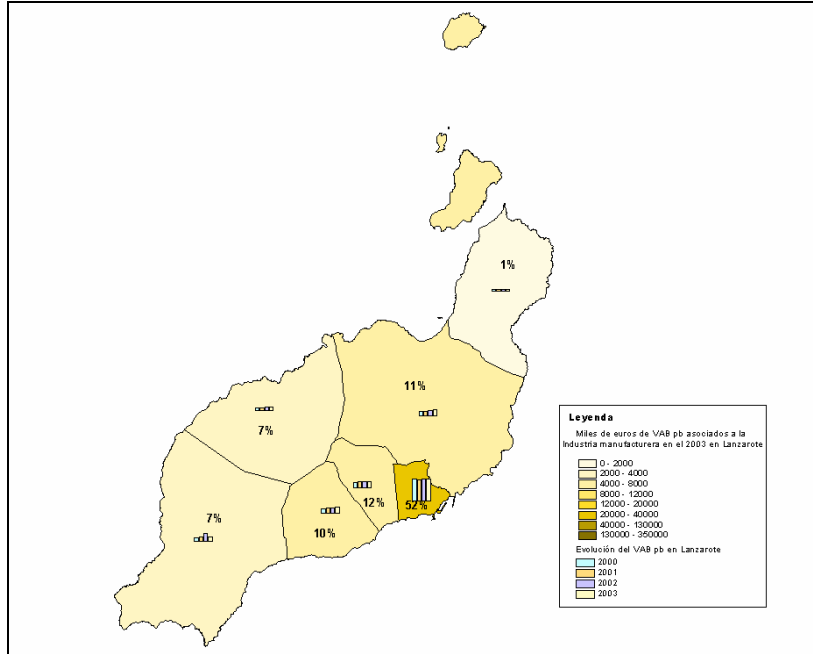 1%
11%
7%
7%
12%
52%
10%
Leyenda
Miles de euros de VAB pb asociados a la
Industria manufacturera en el 2003 en Lanzarote
0 - 2000
2000 - 4000
4000 - 8000
8000 - 12000
12000 - 20000
20000 - 40000
40000 - 130000
130000 - 350000
Evolución del VAB pb en Lanzarote
2000
2001
2002
2003